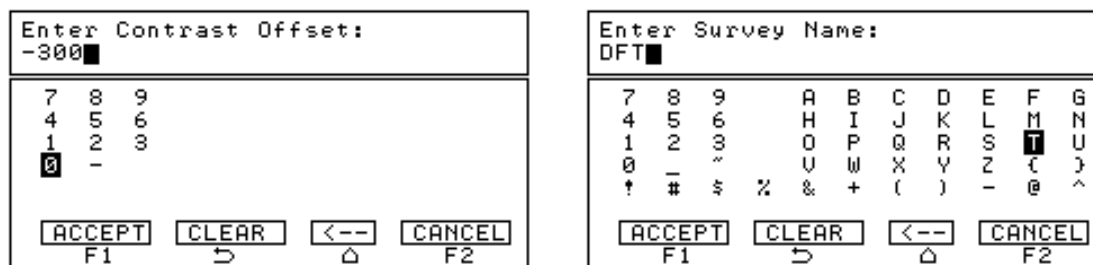 Enter Contrast Offset:
-300
7 8 9
4 5 6
1 2 3
0 -
ACCEPT CLEAR <-- CANCEL
F1 F2
Enter Survey Name:
DFT
7 8 9 A B C D E F G
4 5 6 H I J K L M N
1 2 3 O P Q R S T U
0 _ ~ V W X Y Z { }
! # $ % & + ( ) - @ ^
ACCEPT CLEAR <-- CANCEL
F1 F2